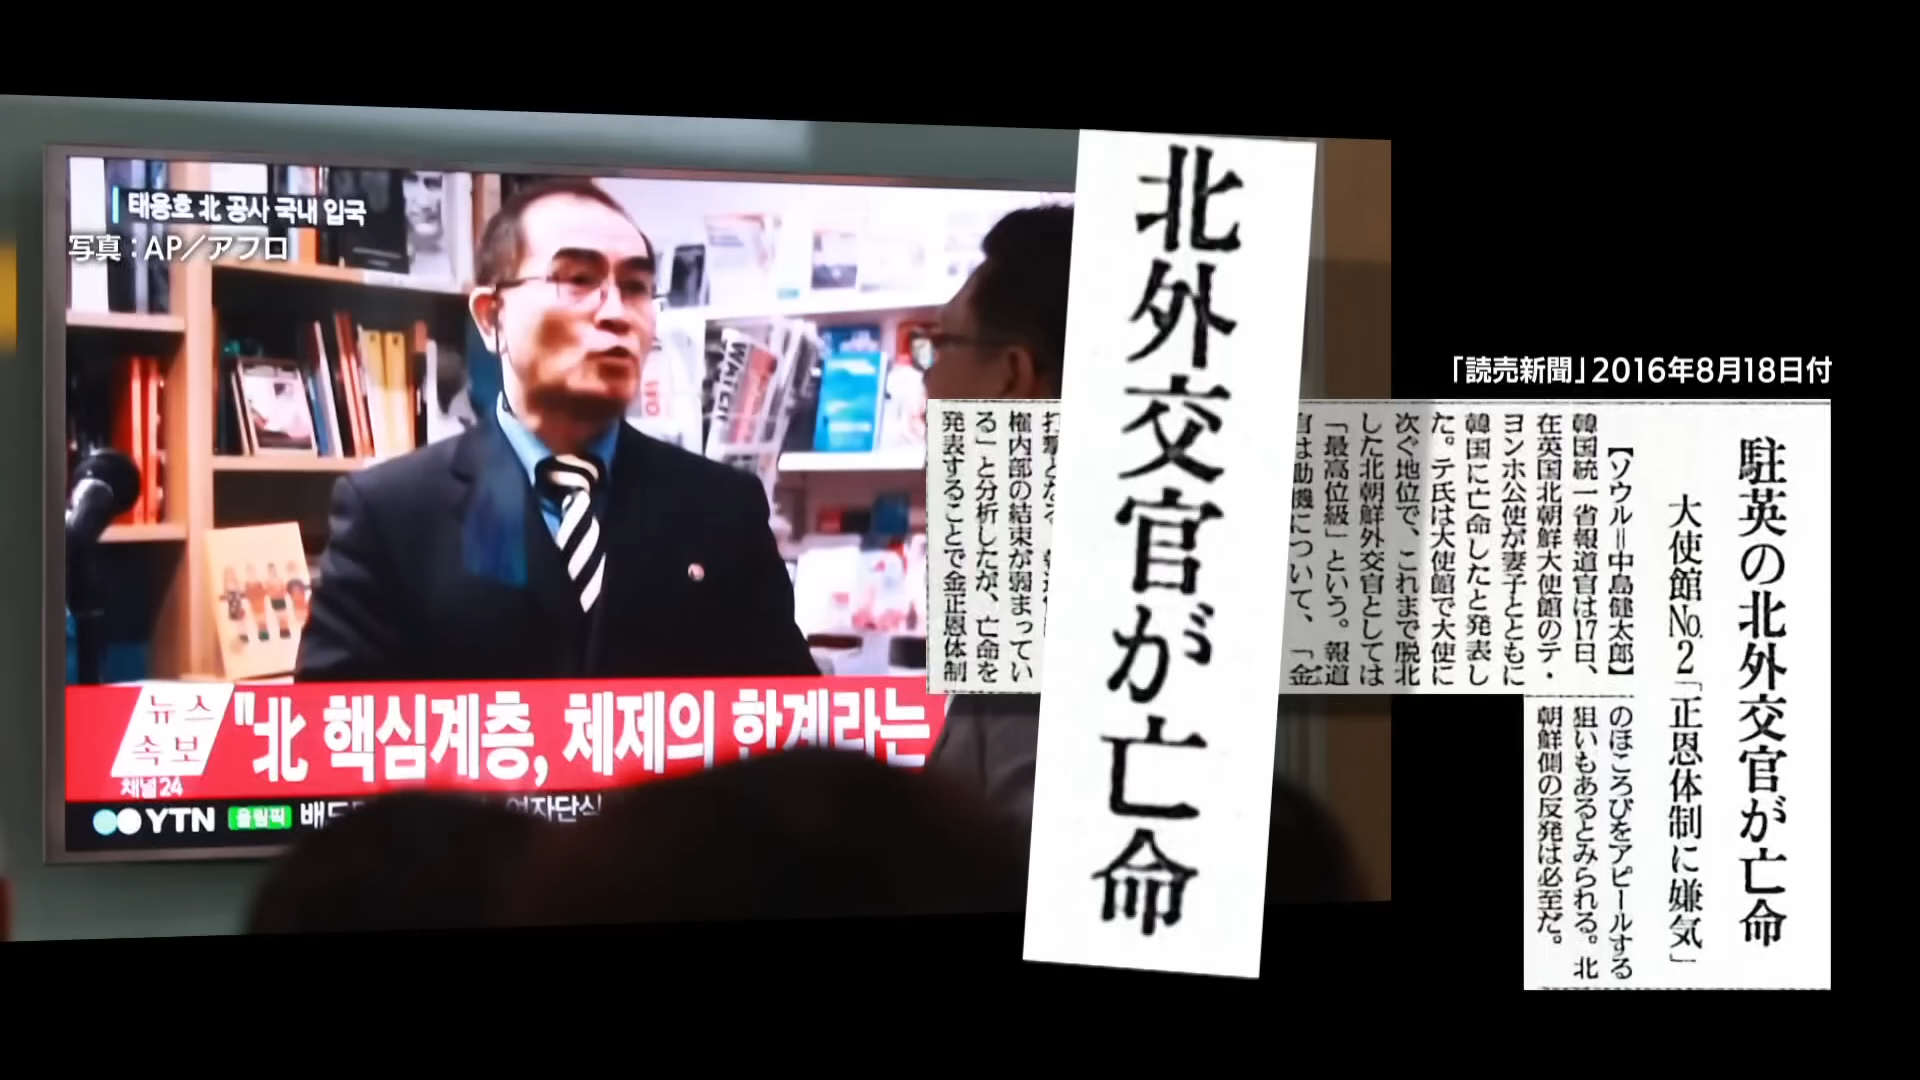 태용호 北 공사 국내 입국
写真：AP／アフロ
WATER
뉴스
속보
"北 핵심계층, 체제의 한계라는
채널 24
YTN 올림픽
여자단식
北外交官が亡命
「読売新聞」2016年8月18日付
駐英の北外交官が亡命
大使館No.2「正恩体制に嫌気」
【ソウル＝中島健太郎】
韓国統一省報道官は17日、
在英国北朝鮮大使館のテ・
ヨンホ公使が妻子とともに
韓国に亡命したと発表し
た。テ氏は大使館で大使に
次ぐ地位で、これまで脱北
した北朝鮮外交官としては
「最高位級」という。報道
官は動機について、「金
権内部の結束が弱まってい
る」と分析したが、亡命を
発表することで金正恩体制
のほころびをアピールする
狙いもあるとみられる。北
朝鮮側の反発は必至だ。